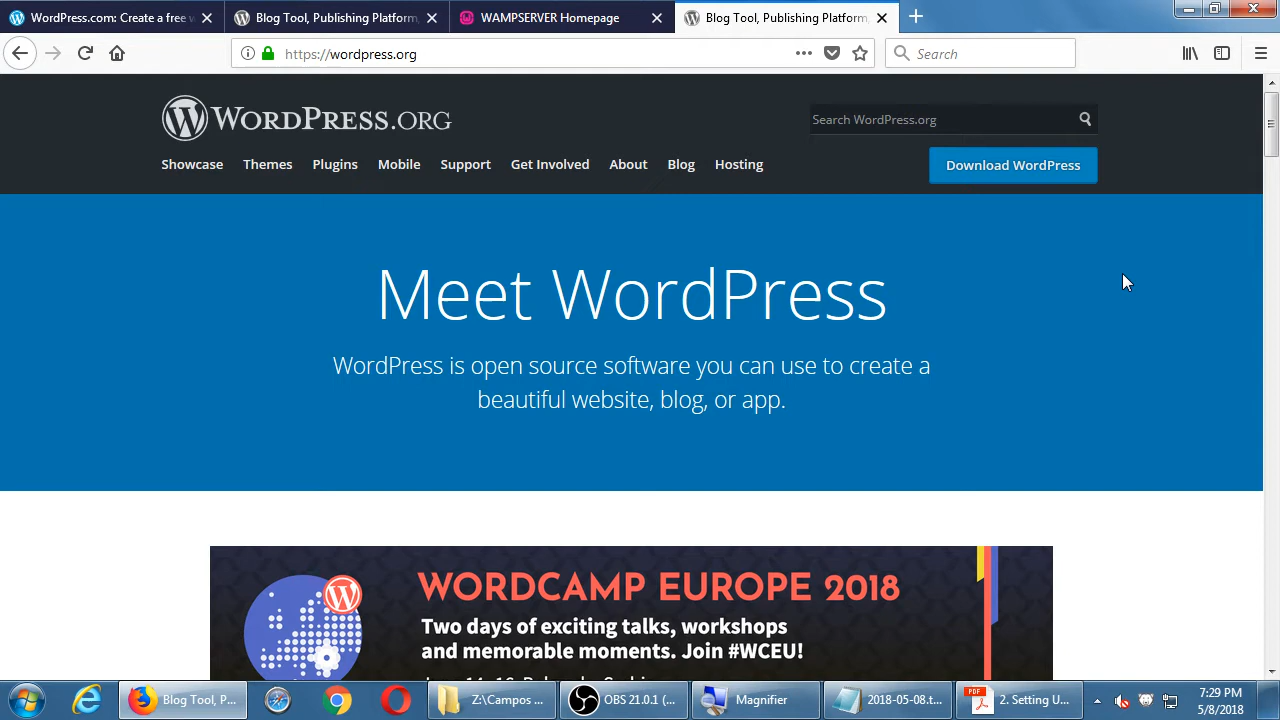 WordPress.com: Create a free w
Blog Tool, Publishing Platform,
WAMPSERVER Homepage
Blog Tool, Publishing Platform,
https://wordpress.org
Search
WORDPRESS.ORG
Search WordPress.org
Showcase
Themes
Plugins
Mobile
Support
Get Involved
About
Blog
Hosting
Download WordPress
Meet WordPress
WordPress is open source software you can use to create a
beautiful website, blog, or app.
WORDCAMP EUROPE 2018
Two days of exciting talks, workshops
and memorable moments. Join #WCEU!
Blog Tool, P...
Z:\Campos ...
OBS 21.0.1 (...
Magnifier
2018-05-08.t...
PDF
2. Setting U...
7:29 PM
5/8/2018